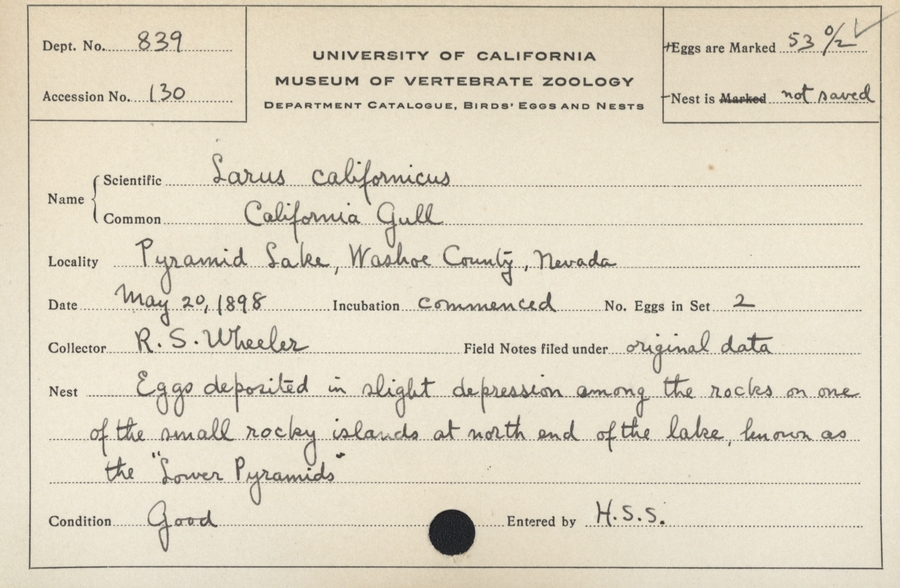 Dept. No. 839
Accession No. 130
UNIVERSITY OF CALIFORNIA
MUSEUM OF VERTEBRATE ZOOLOGY
DEPARTMENT CATALOGUE, BIRDS' EGGS AND NESTS
Eggs are Marked 53 0/2
Nest is Marked not saved
Name
Scientific Larus californicus
Common California Gull
Locality Pyramid Lake, Washoe County, Nevada
Date May 20, 1898 Incubation commenced No. Eggs in Set 2
Collector R. S. Wheeler Field Notes filed under original data
Nest Eggs deposited in slight depression among the rocks on one
of the small rocky islands at north end of the lake, known as
the "Lower Pyramids"
Condition Good Entered by H.S.S.